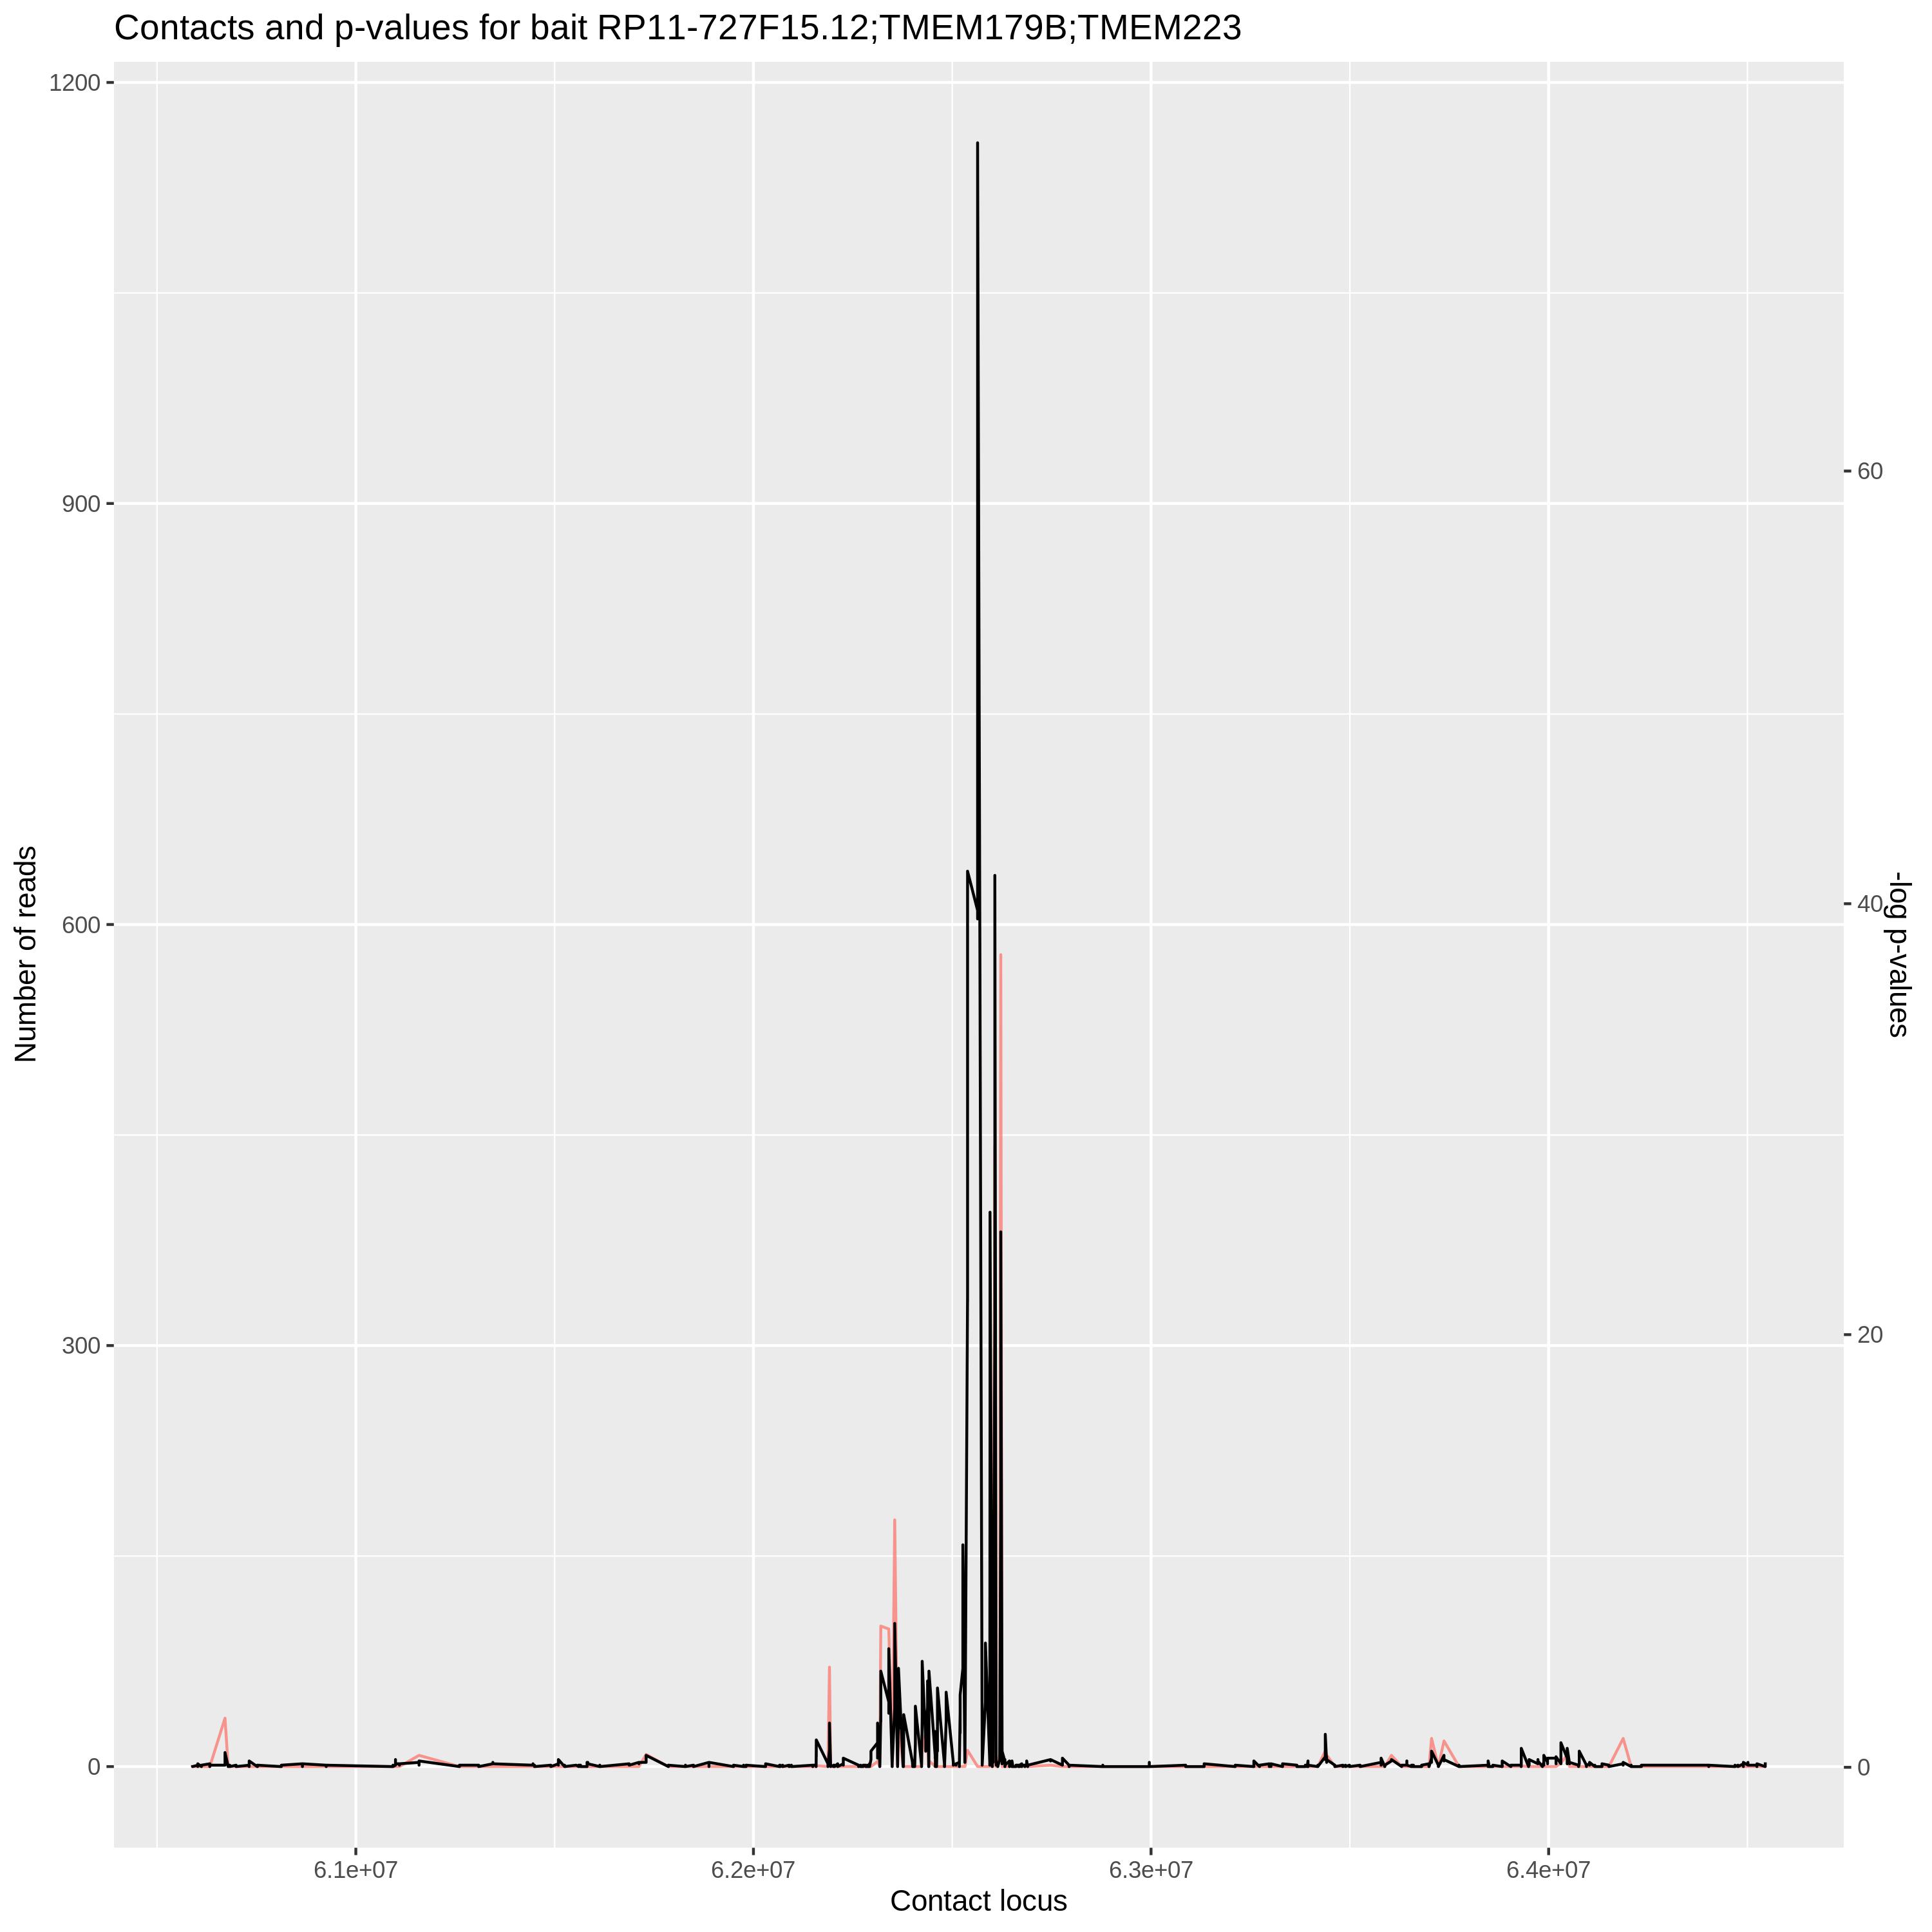 Contacts and p-values for bait RP11-727F15.12;TMEM179B;TMEM223
1200
900
600
300
0
Number of reads
60
40
20
0
-log p-values
6.1e+07
6.2e+07
6.3e+07
6.4e+07
Contact locus